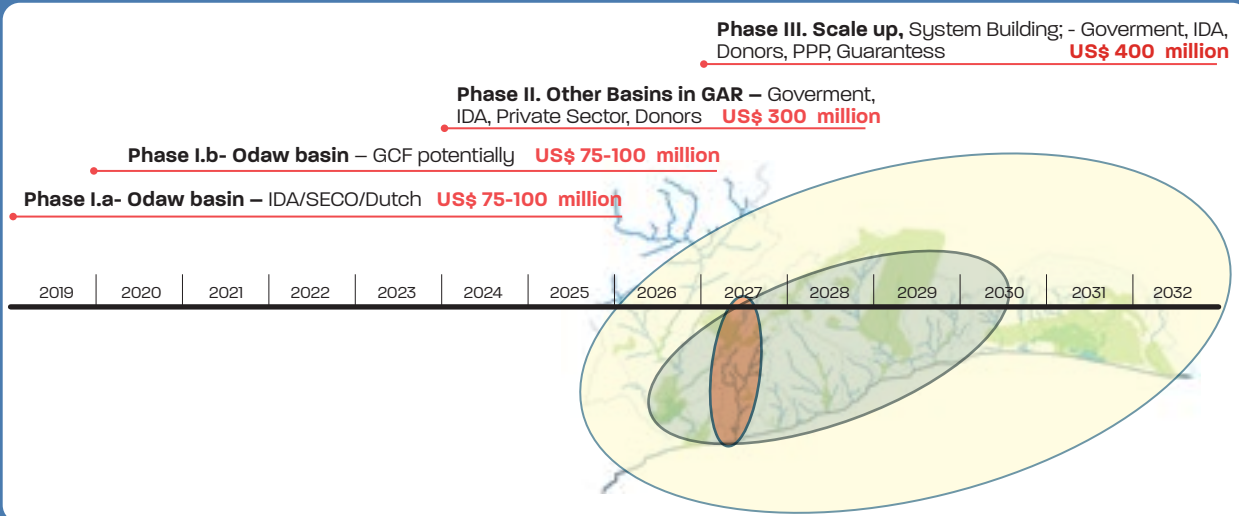 Phase III. Scale up, System Building; - Goverment, IDA,
Donors, PPP, Guarantess US$ 400 million
Phase II. Other Basins in GAR – Goverment,
IDA, Private Sector, Donors US$ 300 million
Phase I.b- Odaw basin – GCF potentially US$ 75-100 million
Phase I.a- Odaw basin – IDA/SECO/Dutch US$ 75-100 million
2019 2020 2021 2022 2023 2024 2025 2026 2027 2028 2029 2030 2031 2032